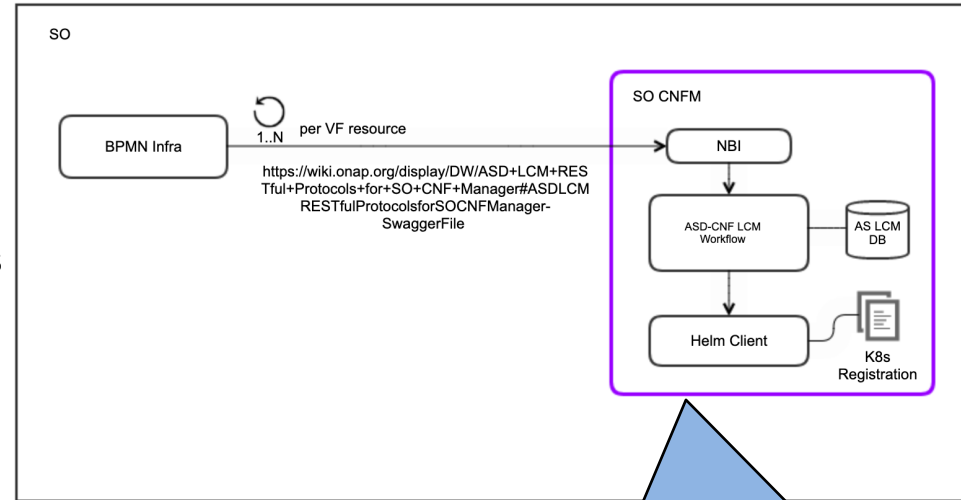 SO
SO CNFM
1..N
per VF resource
BPMN Infra
NBI
https://wiki.onap.org/display/DW/ASD+LCM+RES
Tful+Protocols+for+SO+CNF+Manager#ASDLCM
RESTfulProtocolsforSOCNFManager-
SwaggerFile
ASD-CNF LCM
Workflow
AS LCM
DB
Helm Client
K8s
Registration